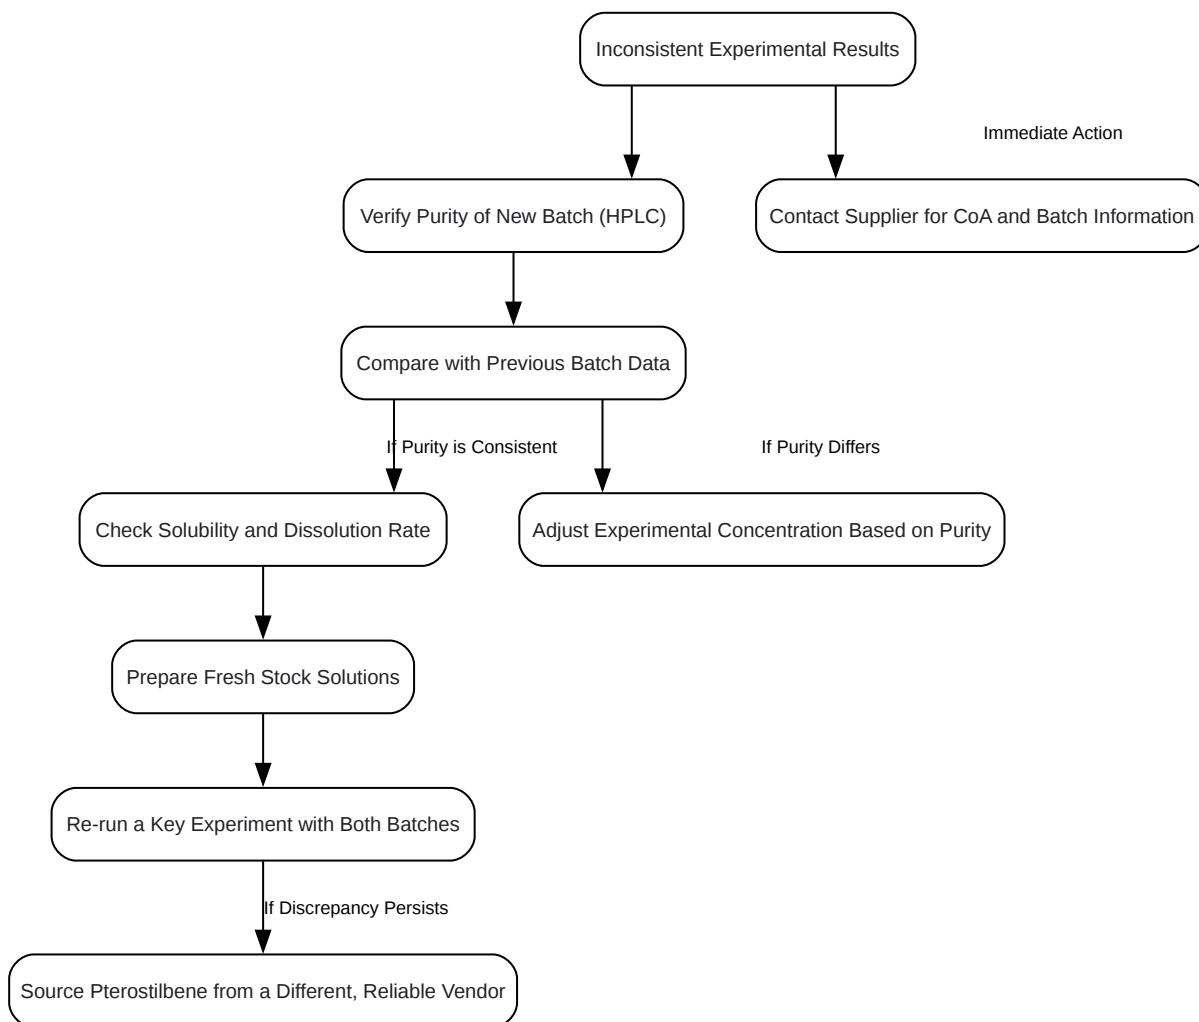 Inconsistent Experimental Results
Immediate Action
Verify Purity of New Batch (HPLC)
Contact Supplier for CoA and Batch Information
Compare with Previous Batch Data
If Purity is Consistent
If Purity Differs
Check Solubility and Dissolution Rate
Adjust Experimental Concentration Based on Purity
Prepare Fresh Stock Solutions
Re-run a Key Experiment with Both Batches
If Discrepancy Persists
Source Pterostilbene from a Different, Reliable Vendor